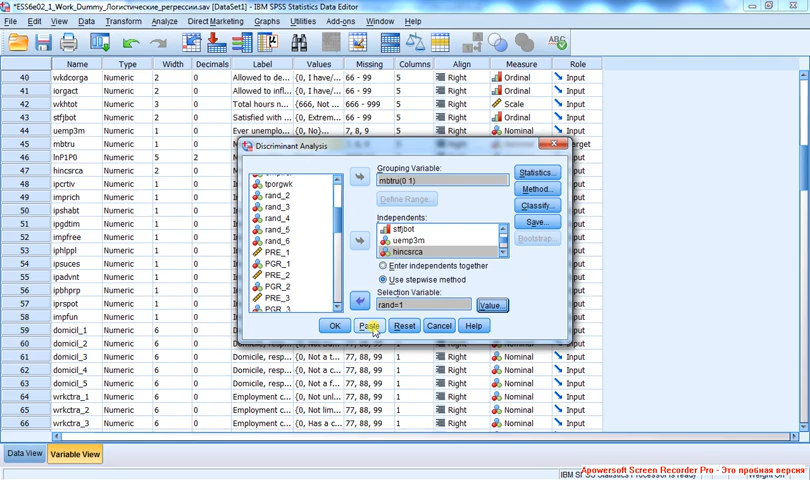 *ESS6e02_1_Work_Dummy_Логистические_регрессии.sav [DataSet1] - IBM SPSS Statistics Data Editor
File Edit View Data Transform Analyze Direct Marketing Graphs Utilities Add-ons Window Help
Name Type Width Decimals Label Values Missing Columns Align Measure Role
40 wkdcorga Numeric 2 0 Allowed to de... {0, I have/... 66 - 99 5 Right Ordinal Input
41 iorgact Numeric 2 0 Allowed to infl... {0, I have/... 66 - 99 5 Right Ordinal Input
42 wkhtot Numeric 3 0 Total hours n... {666, Not ... 666 - 999 5 Right Scale Input
43 stfjbot Numeric 2 0 Satisfied with ... {0, Extrem... 66 - 99 5 Right Ordinal Input
44 uemp3m Numeric 1 0 Ever unemplo... {0, No}... 7, 8, 9 Right Nominal Input
45 mbtru Numeric
46 lnP1P0 Numeric 5 2
47 hincsrca Numeric 2 0
48 ipcrtiv Numeric 1 0
49 imprich Numeric 1 0
50 ipshabt Numeric 1 0
51 ipgdtim Numeric 1 0
52 impfree Numeric 1 0
53 iphlppl Numeric 1 0
54 ipsuces Numeric 1 0
55 ipadvnt Numeric 1 0
56 ipheloc Numeric 1 0
57 iprspot Numeric 1 0
58 impfun Numeric 1 0
59 domicil_1 Numeric 6 0
60 domicil_2 Numeric 6 0
61 domicil_3 Numeric 6 0 Domicile, resp... {0, Not a t... 77, 88, 99 1 Right Nominal Input
62 domicil_4 Numeric 6 0 Domicile, resp... {0, Not a c... 77, 88, 99 1 Right Nominal Input
63 domicil_5 Numeric 6 0 Domicile, resp... {0, Not a f... 77, 88, 99 1 Right Nominal Input
64 wrkctra_1 Numeric 6 0 Employment c... {0, Not unl... 77, 88, 99 1 Right Nominal Input
65 wrkctra_2 Numeric 6 0 Employment c... {0, Not lim... 77, 88, 99 1 Right Nominal Input
66 wrkctra_3 Numeric 6 0 Employment c... {0, Has a c... 77, 88, 99 1 Right Nominal Input
Discriminant Analysis
tporgwk
rand_2
rand_3
rand_4
rand_5
rand_6
PRE_1
PGR_1
PRE_2
PGR_2
PRE_3
PGR_3
Grouping Variable:
mbtru(0 1)
Define Range...
Independents:
stfjbot
uemp3m
hincsrca
Enter independents together
Use stepwise method
Selection Variable:
rand=1
Value...
Statistics...
Method...
Classify...
Save...
Bootstrap...
OK Paste Reset Cancel Help
Data View Variable View
IBM SPSS Statistics Processor is ready
Weight On
Apowersoft Screen Recorder Pro - Это пробная версия